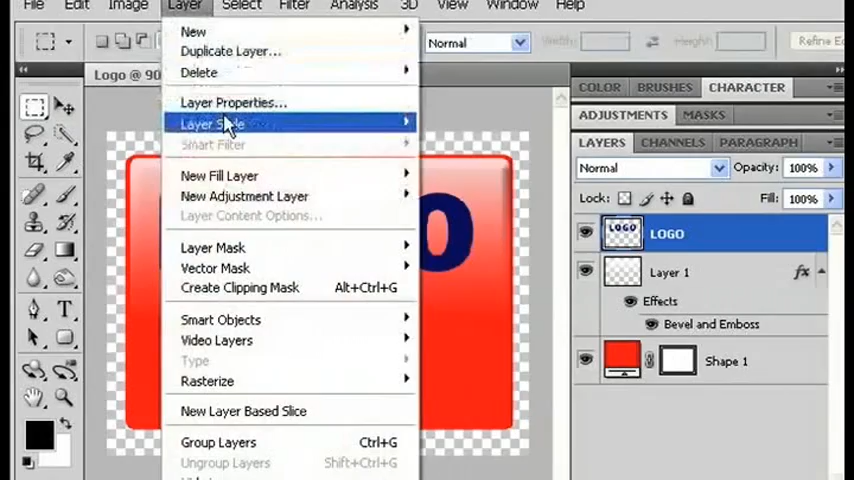 File Image Layer Select Filter Analysis 3D View Window Help
New
Duplicate Layer...
Delete
Layer Properties...
Layer Style
Smart Filter
New Fill Layer
New Adjustment Layer
Layer Content Options...
Layer Mask
Vector Mask
Create Clipping Mask Alt+Ctrl+G
Smart Objects
Video Layers
Type
Rasterize
New Layer Based Slice
Group Layers Ctrl+G
Ungroup Layers Shift+Ctrl+G
Normal Width: Height: Refine E
Logo @ 90
O
COLOR BRUSHES CHARACTER
ADJUSTMENTS MASKS
LAYERS CHANNELS PARAGRAPH
Normal Opacity: 100%
Lock: Fill: 100%
LOGO LOGO
Layer 1 fx
Effects
Bevel and Emboss
Shape 1